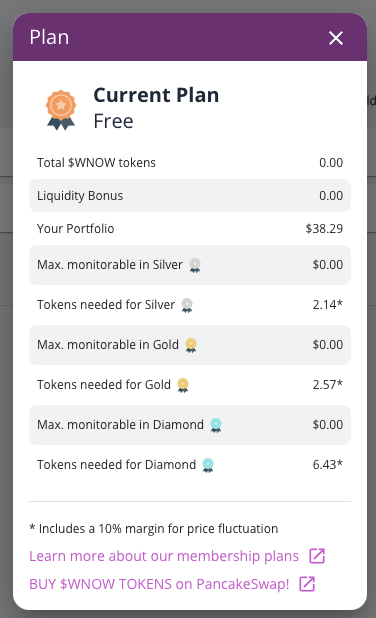 Plan
ld
Current Plan
Free
Total $WNOW tokens 0.00
Liquidity Bonus 0.00
Your Portfolio $38.29
Max. monitorable in Silver $0.00
Tokens needed for Silver 2.14*
Max. monitorable in Gold $0.00
Tokens needed for Gold 2.57*
Max. monitorable in Diamond $0.00
Tokens needed for Diamond 6.43*
* Includes a 10% margin for price fluctuation
Learn more about our membership plans
BUY $WNOW TOKENS on PancakeSwap!